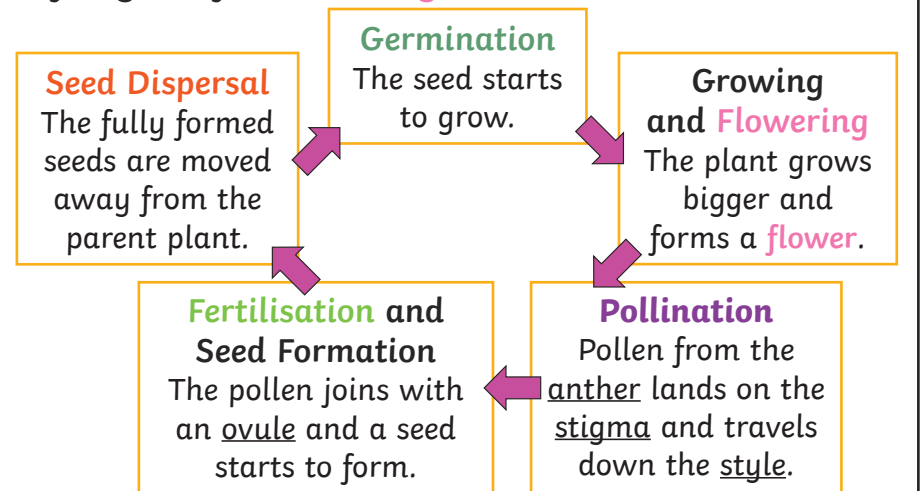 Germination
The seed starts
to grow.
Growing
and Flowering
The plant grows
bigger and
forms a flower.
Pollination
Pollen from the
anther lands on the
stigma and travels
down the style.
Fertilisation and
Seed Formation
The pollen joins with
an ovule and a seed
starts to form.
Seed Dispersal
The fully formed
seeds are moved
away from the
parent plant.